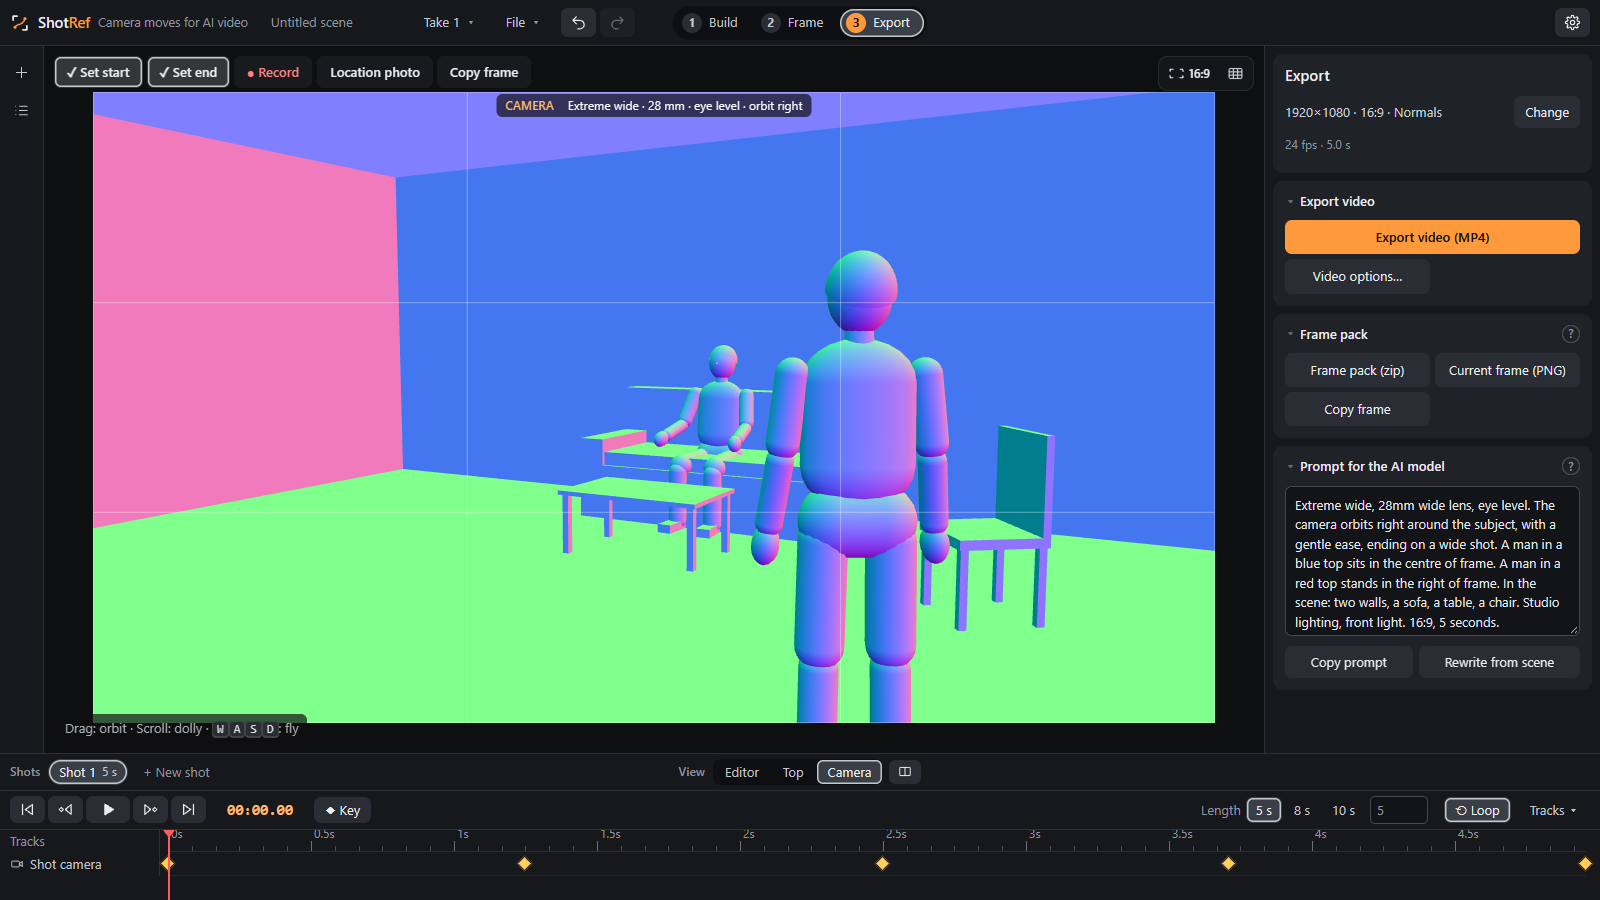 ShotRef Camera moves for AI video Untitled scene Take 1 File 1 Build 2 Frame 3 Export
✓ Set start ✓ Set end ● Record Location photo Copy frame 16:9
CAMERA Extreme wide · 28 mm · eye level · orbit right
Drag: orbit · Scroll: dolly · W A S D : fly
Export
1920×1080 · 16:9 · Normals Change
24 fps · 5.0 s
Export video
Export video (MP4)
Video options...
Frame pack ?
Frame pack (zip) Current frame (PNG)
Copy frame
Prompt for the AI model ?
Extreme wide, 28mm wide lens, eye level. The
camera orbits right around the subject, with a
gentle ease, ending on a wide shot. A man in a
blue top sits in the centre of frame. A man in a
red top stands in the right of frame. In the
scene: two walls, a sofa, a table, a chair. Studio
lighting, front light. 16:9, 5 seconds.
Copy prompt Rewrite from scene
Shots Shot 1 5 s + New shot View Editor Top Camera
00:00.00 ◆ Key Length 5 s 8 s 10 s 5 Loop Tracks
Tracks 0s 0.5s 1s 1.5s 2s 2.5s 3s 3.5s 4s 4.5s
Shot camera